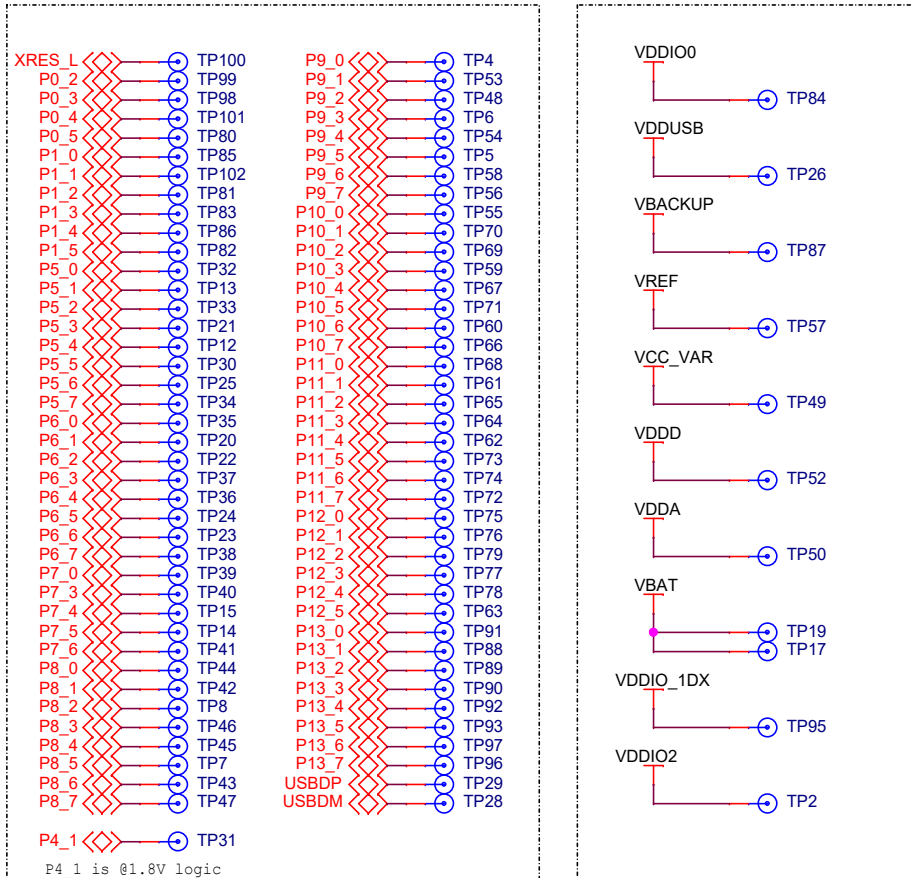 XRES_L TP100
P0_2 TP99
P0_3 TP98
P0_4 TP101
P0_5 TP80
P1_0 TP85
P1_1 TP102
P1_2 TP81
P1_3 TP83
P1_4 TP86
P1_5 TP82
P5_0 TP32
P5_1 TP13
P5_2 TP33
P5_3 TP21
P5_4 TP12
P5_5 TP30
P5_6 TP25
P5_7 TP34
P6_0 TP35
P6_1 TP20
P6_2 TP22
P6_3 TP37
P6_4 TP36
P6_5 TP24
P6_6 TP23
P6_7 TP38
P7_0 TP39
P7_3 TP40
P7_4 TP15
P7_5 TP14
P7_6 TP41
P8_0 TP44
P8_1 TP42
P8_2 TP8
P8_3 TP46
P8_4 TP45
P8_5 TP7
P8_6 TP43
P8_7 TP47
P4_1 TP31
P4_1 is @1.8V logic
P9_0 TP4
P9_1 TP53
P9_2 TP48
P9_3 TP6
P9_4 TP54
P9_5 TP5
P9_6 TP58
P9_7 TP56
P10_0 TP55
P10_1 TP70
P10_2 TP69
P10_3 TP59
P10_4 TP67
P10_5 TP71
P10_6 TP60
P10_7 TP66
P11_0 TP68
P11_1 TP61
P11_2 TP65
P11_3 TP64
P11_4 TP62
P11_5 TP73
P11_6 TP74
P11_7 TP72
P12_0 TP75
P12_1 TP76
P12_2 TP79
P12_3 TP77
P12_4 TP78
P12_5 TP63
P13_0 TP91
P13_1 TP88
P13_2 TP89
P13_3 TP90
P13_4 TP92
P13_5 TP93
P13_6 TP97
P13_7 TP96
USBDP TP29
USBDM TP28
VDDIO0
TP84
VDDUSB
TP26
VBACKUP
TP87
VREF
TP57
VCC_VAR
TP49
VDDD
TP52
VDDA
TP50
VBAT
TP19
TP17
VDDIO_1DX
TP95
VDDIO2
TP2